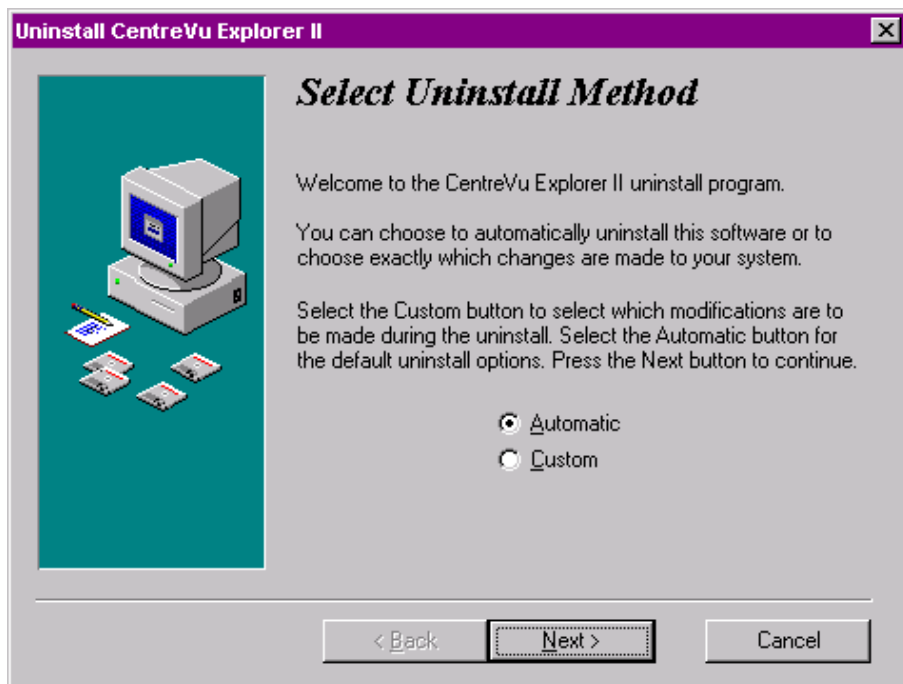 Uninstall CentreVu Explorer II
Select Uninstall Method
Welcome to the CentreVu Explorer II uninstall program.
You can choose to automatically uninstall this software or to
choose exactly which changes are made to your system.
Select the Custom button to select which modifications are to
be made during the uninstall. Select the Automatic button for
the default uninstall options. Press the Next button to continue.
Automatic
Custom
< Back
Next >
Cancel